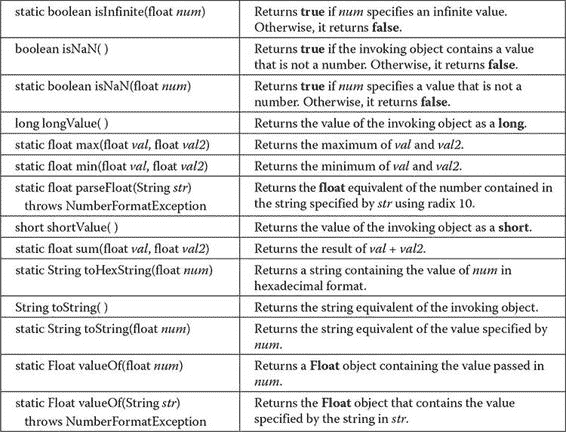 static boolean isInfinite(float num)
Returns true if num specifies an infinite value.
Otherwise, it returns false.
boolean isNaN( )
Returns true if the invoking object contains a value
that is not a number. Otherwise, it returns false.
static boolean isNaN(float num)
Returns true if num specifies a value that is not a
number. Otherwise, it returns false.
long longValue( )
Returns the value of the invoking object as a long.
static float max(float val, float val2)
Returns the maximum of val and val2.
static float min(float val, float val2)
Returns the minimum of val and val2.
static float parseFloat(String str)
throws NumberFormatException
Returns the float equivalent of the number contained in
the string specified by str using radix 10.
short shortValue( )
Returns the value of the invoking object as a short.
static float sum(float val, float val2)
Returns the result of val + val2.
static String toHexString(float num)
Returns a string containing the value of num in
hexadecimal format.
String toString( )
Returns the string equivalent of the invoking object.
static String toString(float num)
Returns the string equivalent of the value specified by
num.
static Float valueOf(float num)
Returns a Float object containing the value passed in
num.
static Float valueOf(String str)
throws NumberFormatException
Returns the Float object that contains the value
specified by the string in str.